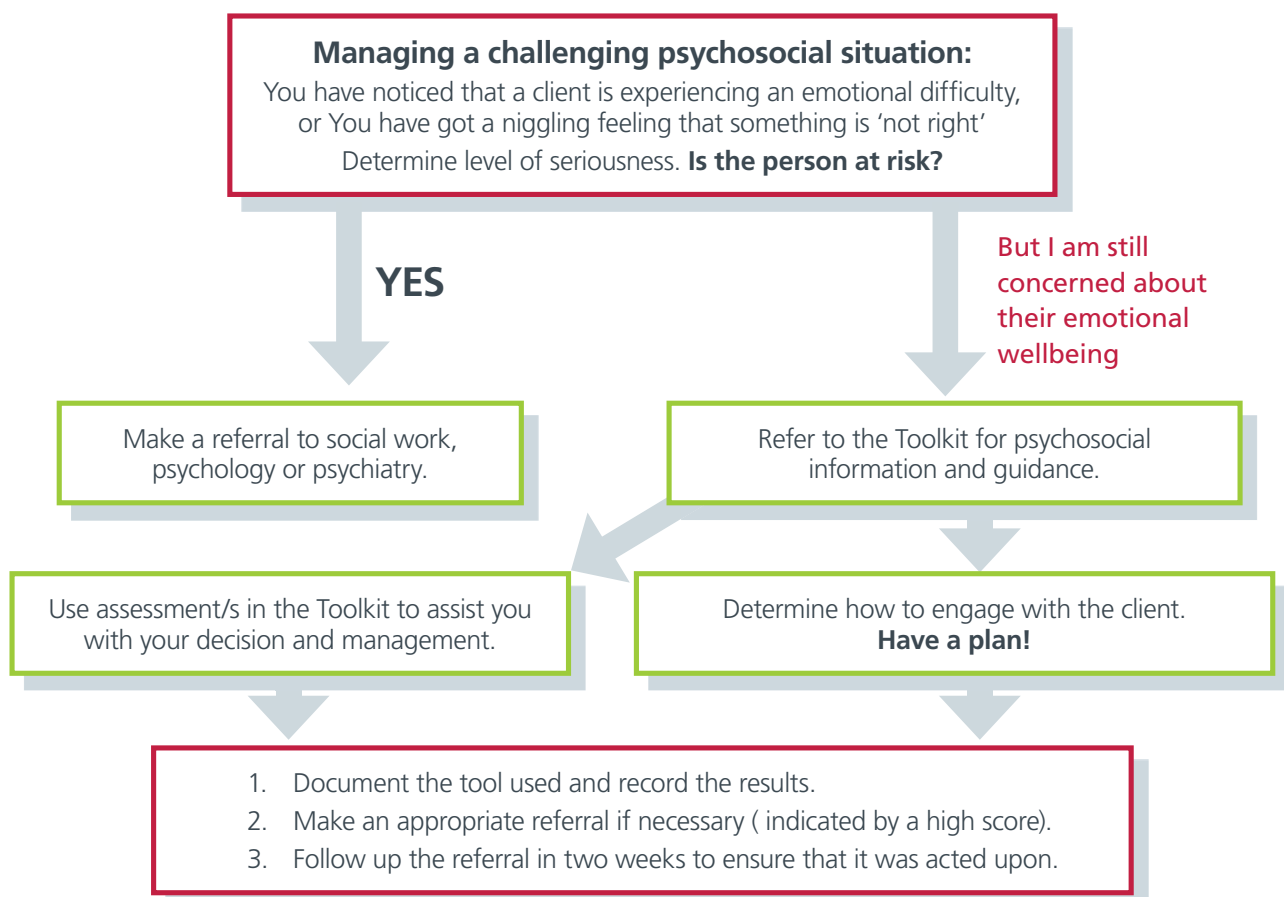 Managing a challenging psychosocial situation:
You have noticed that a client is experiencing an emotional difficulty,
or You have got a niggling feeling that something is ‘not right’
Determine level of seriousness. Is the person at risk?
YES
But I am still
concerned about
their emotional
wellbeing
Make a referral to social work,
psychology or psychiatry.
Refer to the Toolkit for psychosocial
information and guidance.
Use assessment/s in the Toolkit to assist you
with your decision and management.
Determine how to engage with the client.
Have a plan!
1. Document the tool used and record the results.
2. Make an appropriate referral if necessary ( indicated by a high score).
3. Follow up the referral in two weeks to ensure that it was acted upon.